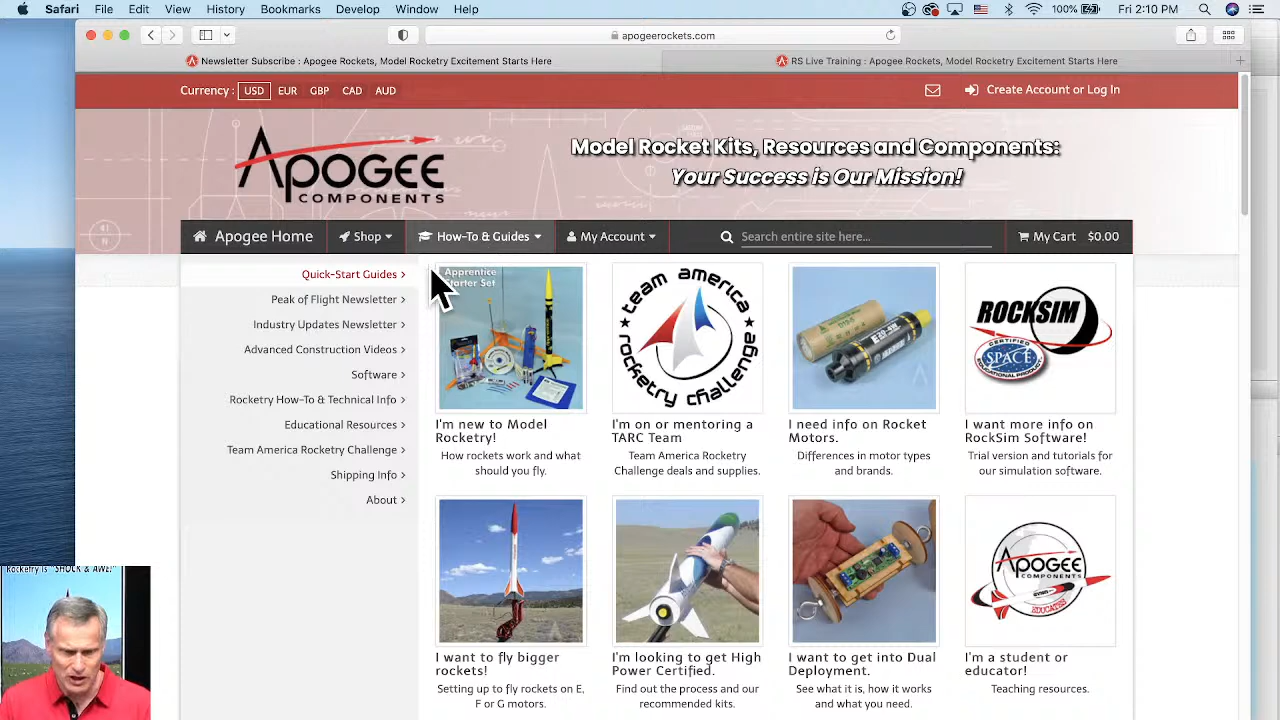 Safari File Edit View History Bookmarks Develop Window Help 100% Fri 2:10 PM
apogeerockets.com
Newsletter Subscribe : Apogee Rockets, Model Rocketry Excitement Starts Here
RS Live Training : Apogee Rockets, Model Rocketry Excitement Starts Here
Currency : USD EUR GBP CAD AUD
Create Account or Log In
APOGEE
COMPONENTS
Model Rocket Kits, Resources and Components:
Your Success is Our Mission!
Apogee Home Shop How-To & Guides My Account Search entire site here... My Cart $0.00
Quick-Start Guides
Peak of Flight Newsletter
Industry Updates Newsletter
Advanced Construction Videos
Software
Rocketry How-To & Technical Info
Educational Resources
Team America Rocketry Challenge
Shipping Info
About
Apprentice
Starter Set
team america
rocketry challenge
ROCKSIM
CERTIFIED
SPACE
EDUCATIONAL PRODUCT
I'm new to Model
Rocketry!
How rockets work and what
should you fly.
I'm on or mentoring a
TARC Team
Team America Rocketry
Challenge deals and supplies.
I need info on Rocket
Motors.
Differences in motor types
and brands.
I want more info on
RockSim Software!
Trial version and tutorials for
our simulation software.
APOGEE
COMPONENTS
EDUCATES
I want to fly bigger
rockets!
Setting up to fly rockets on E,
F or G motors.
I'm looking to get High
Power Certified.
Find out the process and our
recommended kits.
I want to get into Dual
Deployment.
See what it is, how it works
and what you need.
I'm a student or
educator!
Teaching resources.
Rocketry is "SHOCK & AWE!"